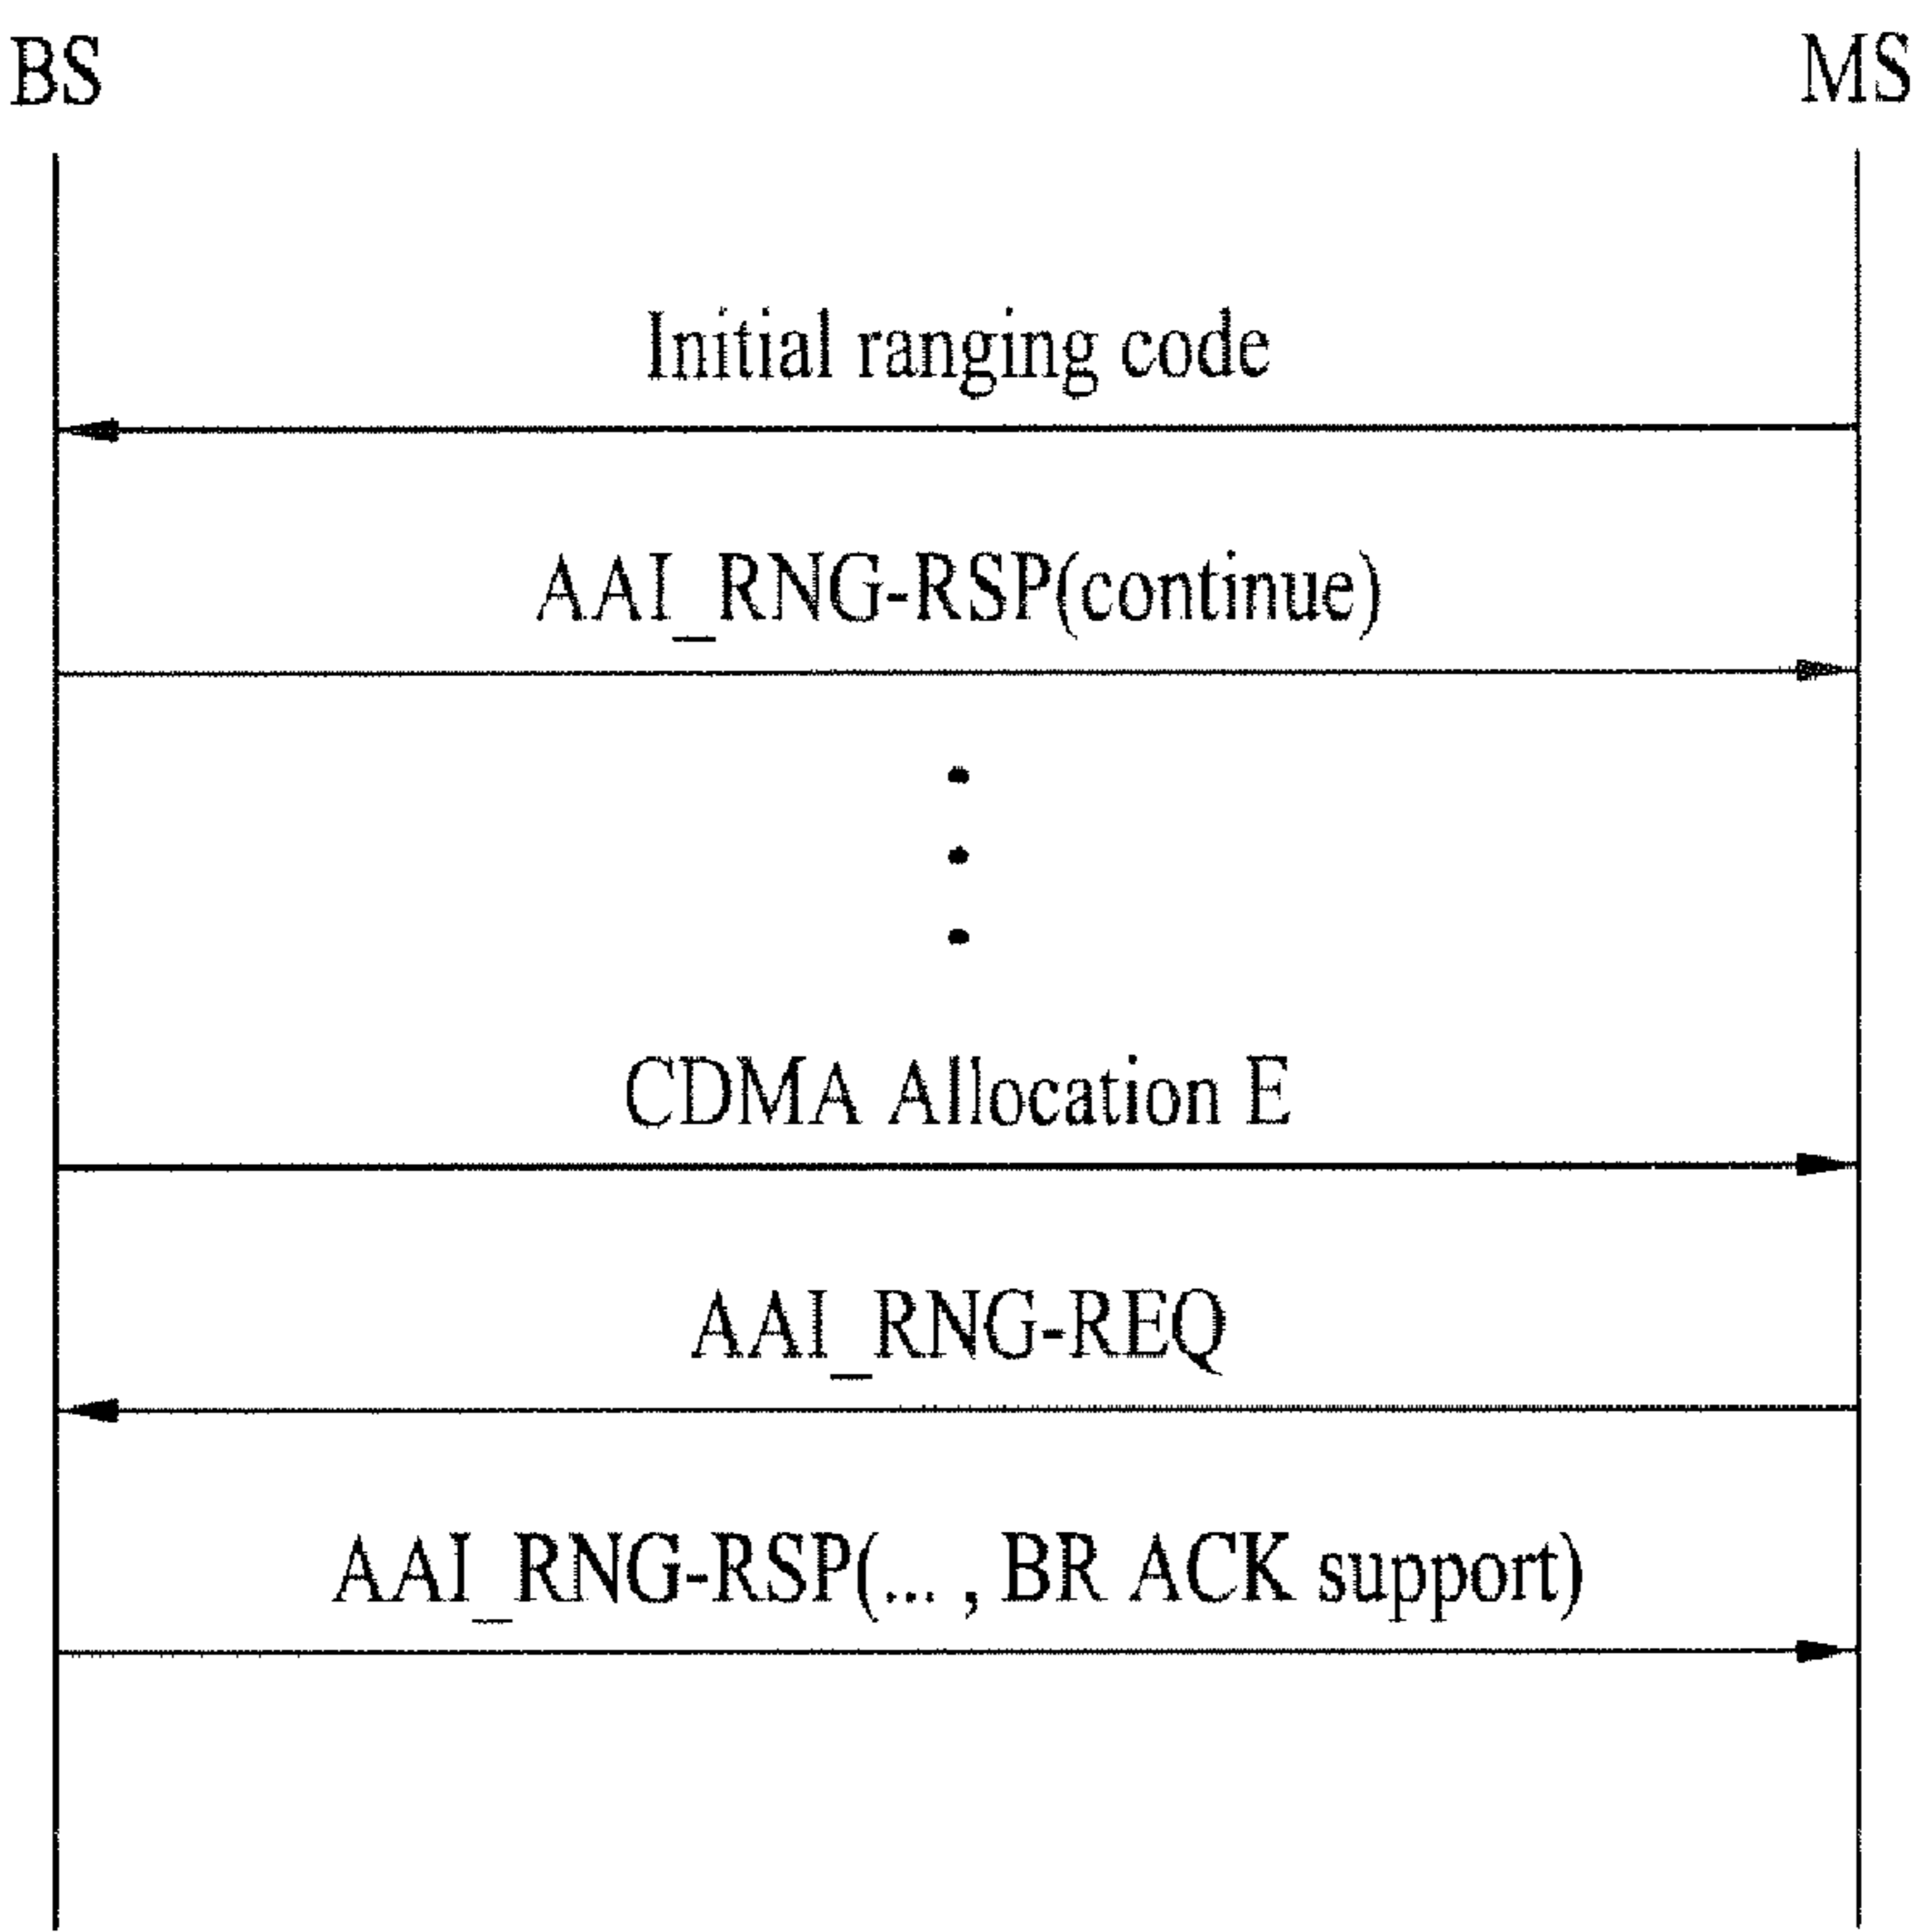 BS MS
Initial ranging code
AAI_RNG-RSP(continue)
CDMA Allocation E
AAI_RNG-REQ
AAI_RNG-RSP(... , BR ACK support)